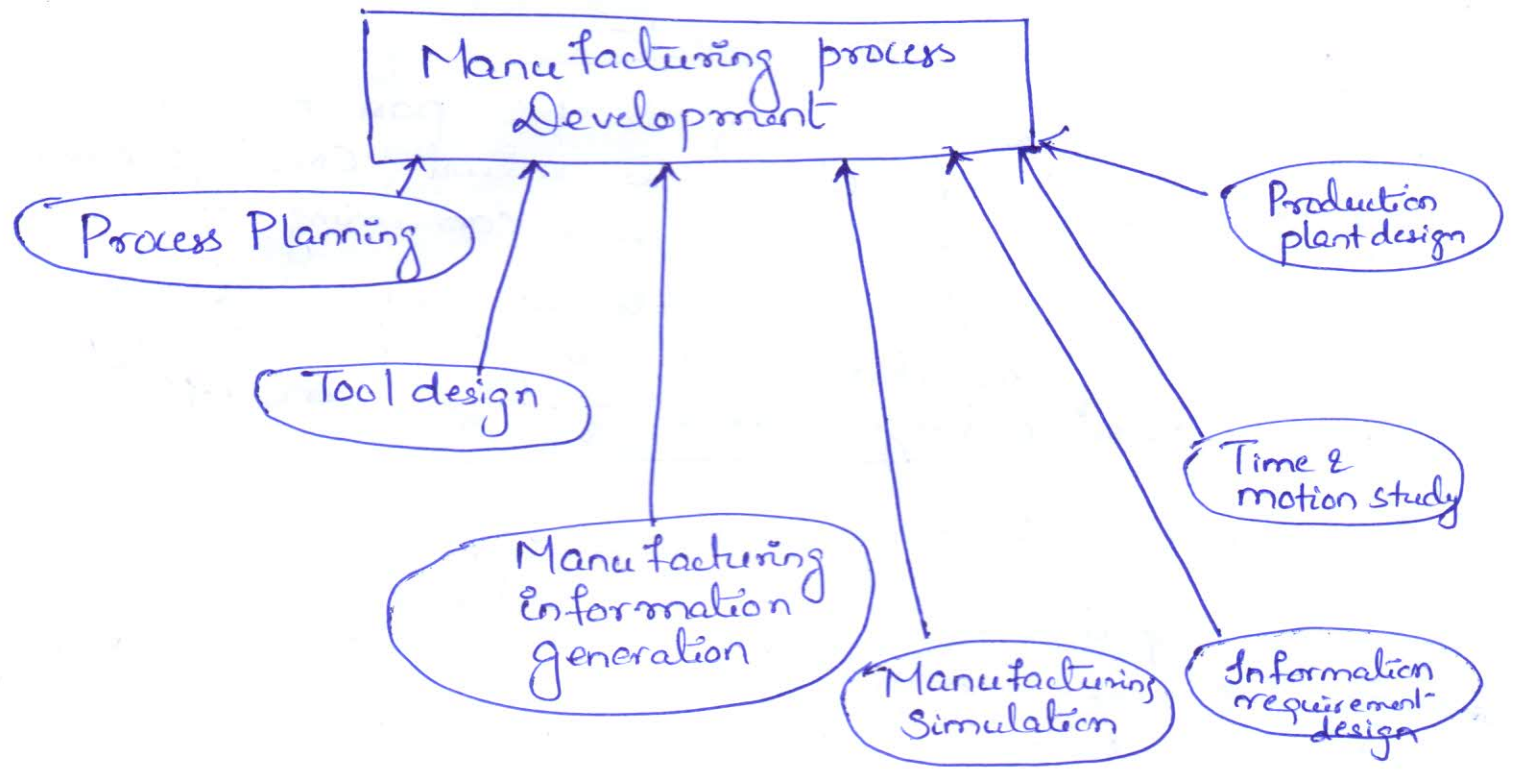 Manufacturing process
Development
Process Planning
Production
plant design
Tool design
Time &
motion study
Manufacturing
information
generation
Manufacturing
Simulation
Information
requirement
design